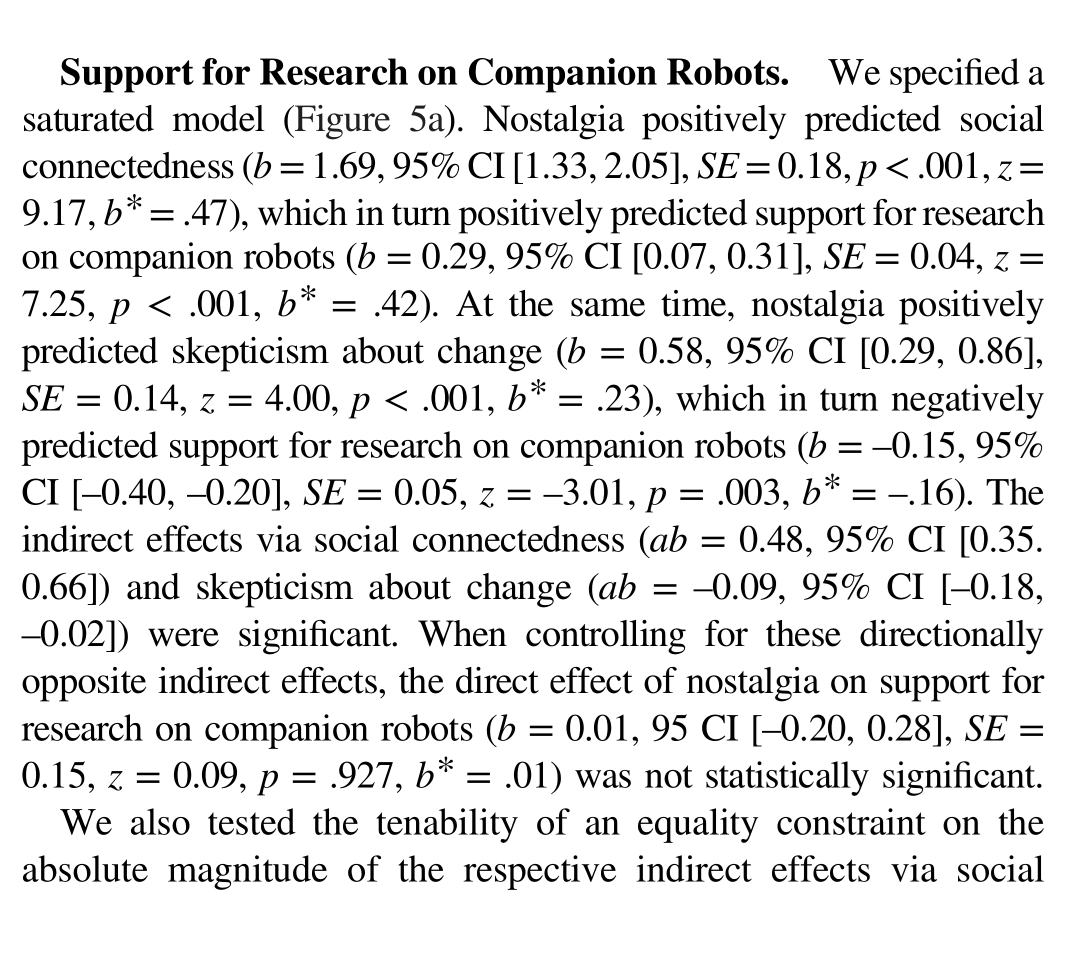 Support for Research on Companion Robots. We specified a
saturated model (Figure 5a). Nostalgia positively predicted social
connectedness (b = 1.69, 95% CI [1.33, 2.05], SE = 0.18, p < .001, z =
9.17, b* = .47), which in turn positively predicted support for research
on companion robots (b = 0.29, 95% CI [0.07, 0.31], SE = 0.04, z =
7.25, p < .001, b* = .42). At the same time, nostalgia positively
predicted skepticism about change (b = 0.58, 95% CI [0.29, 0.86],
SE = 0.14, z = 4.00, p < .001, b* = .23), which in turn negatively
predicted support for research on companion robots (b = –0.15, 95%
CI [–0.40, –0.20], SE = 0.05, z = –3.01, p = .003, b* = –.16). The
indirect effects via social connectedness (ab = 0.48, 95% CI [0.35.
0.66]) and skepticism about change (ab = –0.09, 95% CI [–0.18,
–0.02]) were significant. When controlling for these directionally
opposite indirect effects, the direct effect of nostalgia on support for
research on companion robots (b = 0.01, 95 CI [–0.20, 0.28], SE =
0.15, z = 0.09, p = .927, b* = .01) was not statistically significant.
We also tested the tenability of an equality constraint on the
absolute magnitude of the respective indirect effects via social